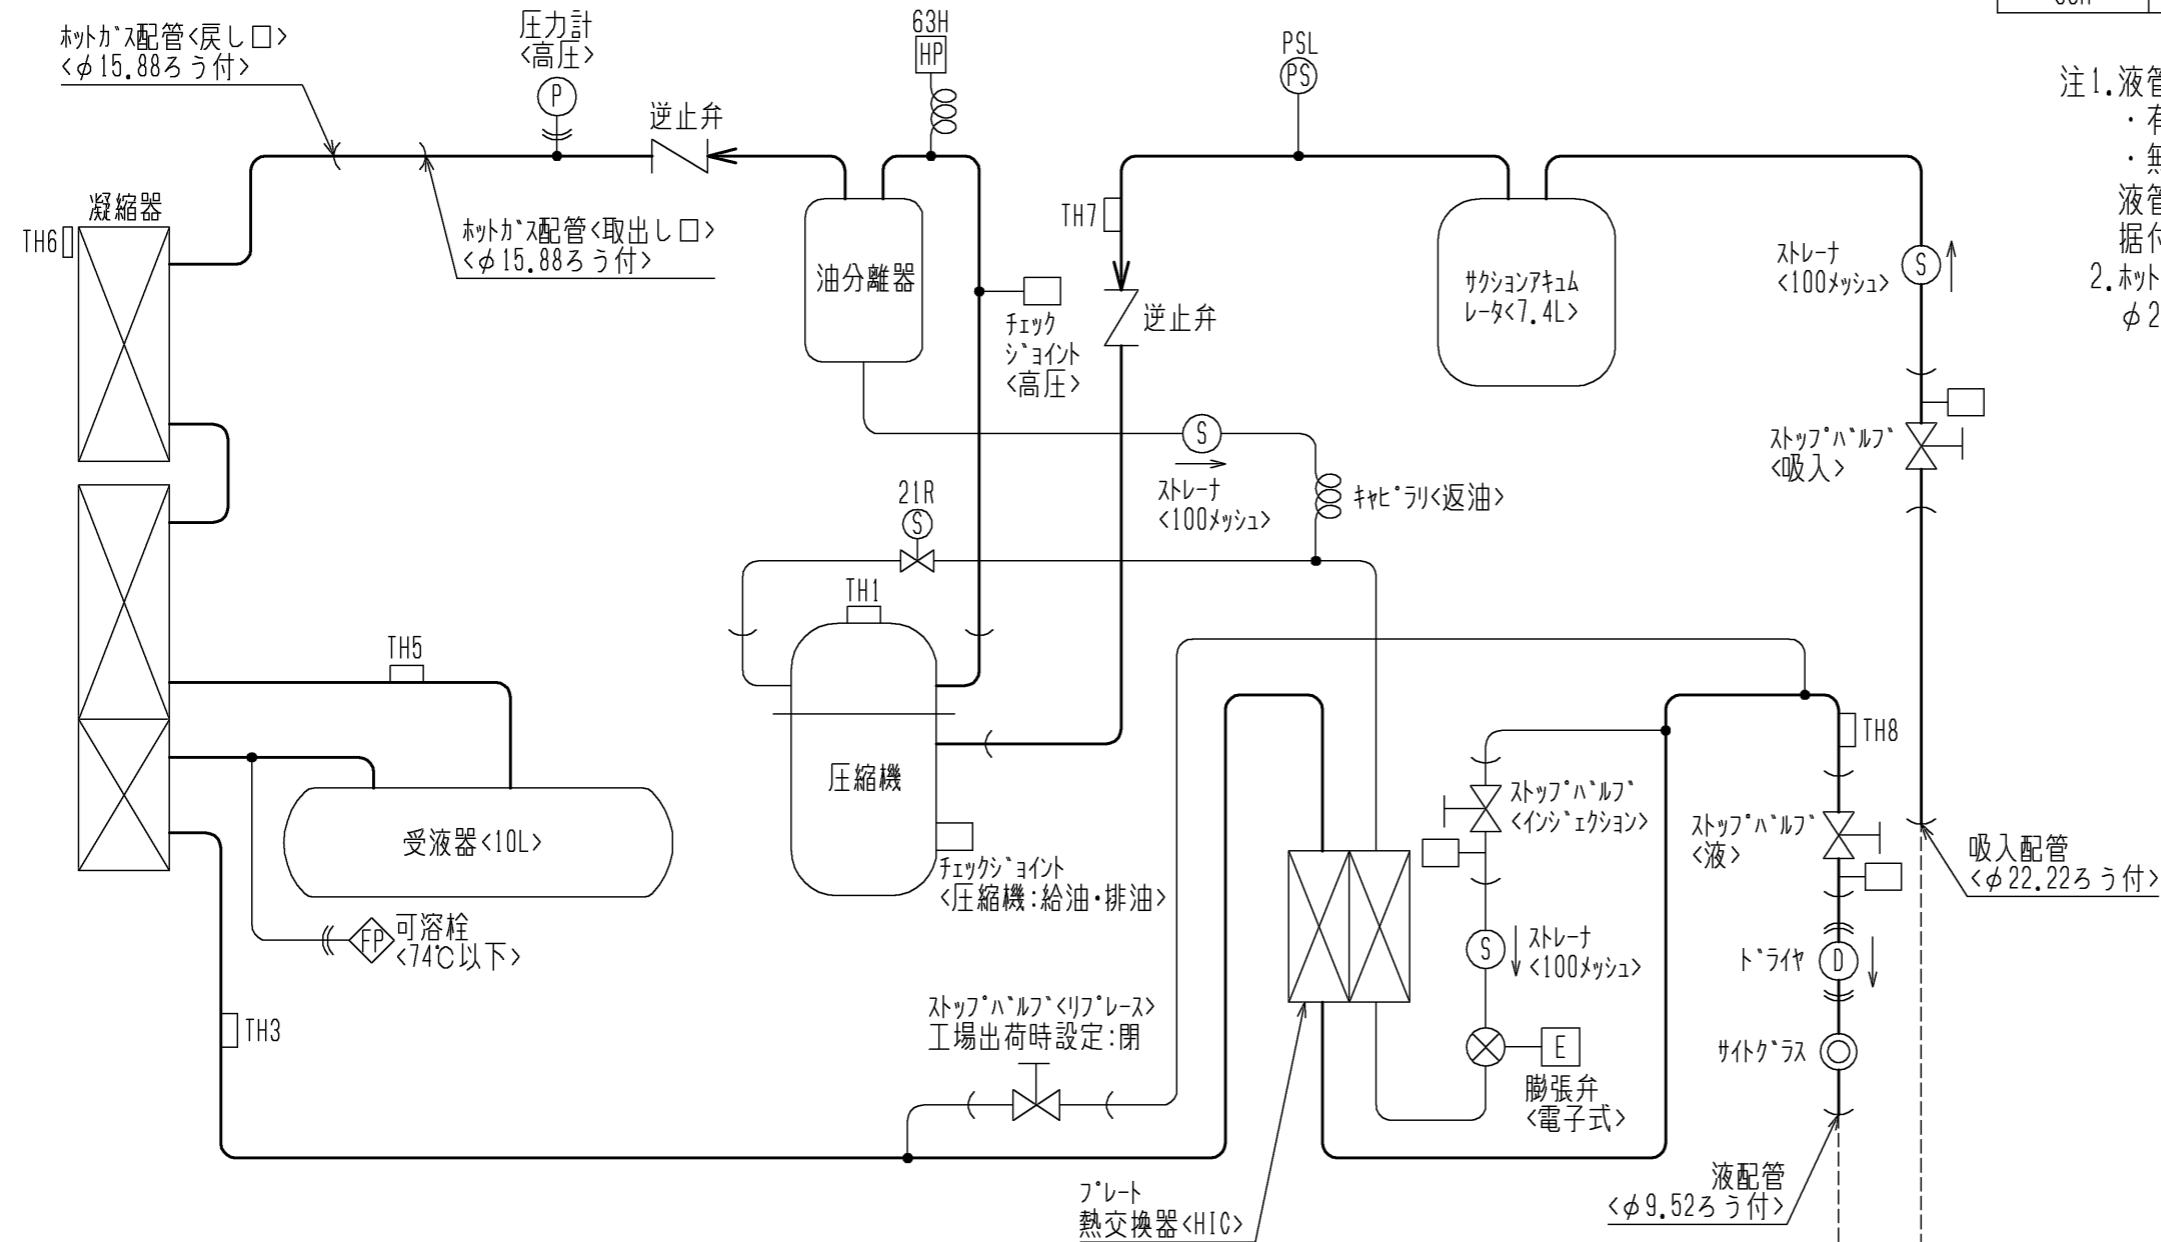 ホットガス配管<戻し口>
<φ15.88ろう付>
圧力計
<高圧>
P
逆止弁
63H
HP
PSL
PS
注1.液管
・有
・無
液管
据付
2.ホット
φ2
凝縮器
TH6
ホットガス配管<取出し口>
<φ15.88ろう付>
油分離器
チェック
ジョイント
<高圧>
TH7
逆止弁
サクションアキュム
レータ<7.4L>
ストレーナ
<100メッシュ>
S
ストップバルブ
<吸入>
S
ストレーナ
<100メッシュ>
キャピラリ<返油>
21R
S
TH1
TH5
圧縮機
受液器<10L>
チェックジョイント
<圧縮機:給油・排油>
FP
可溶栓
<74℃以下>
TH3
ストップバルブ<リプレース>
工場出荷時設定:閉
プレート
熱交換器<HIC>
ストップバルブ
<インジェクション>
S
ストレーナ
<100メッシュ>
E
膨張弁
<電子式>
TH8
ストップバルブ
<液>
ドライヤ
D
サイトグラス
液配管
<φ9.52ろう付>
吸入配管
<φ22.22ろう付>